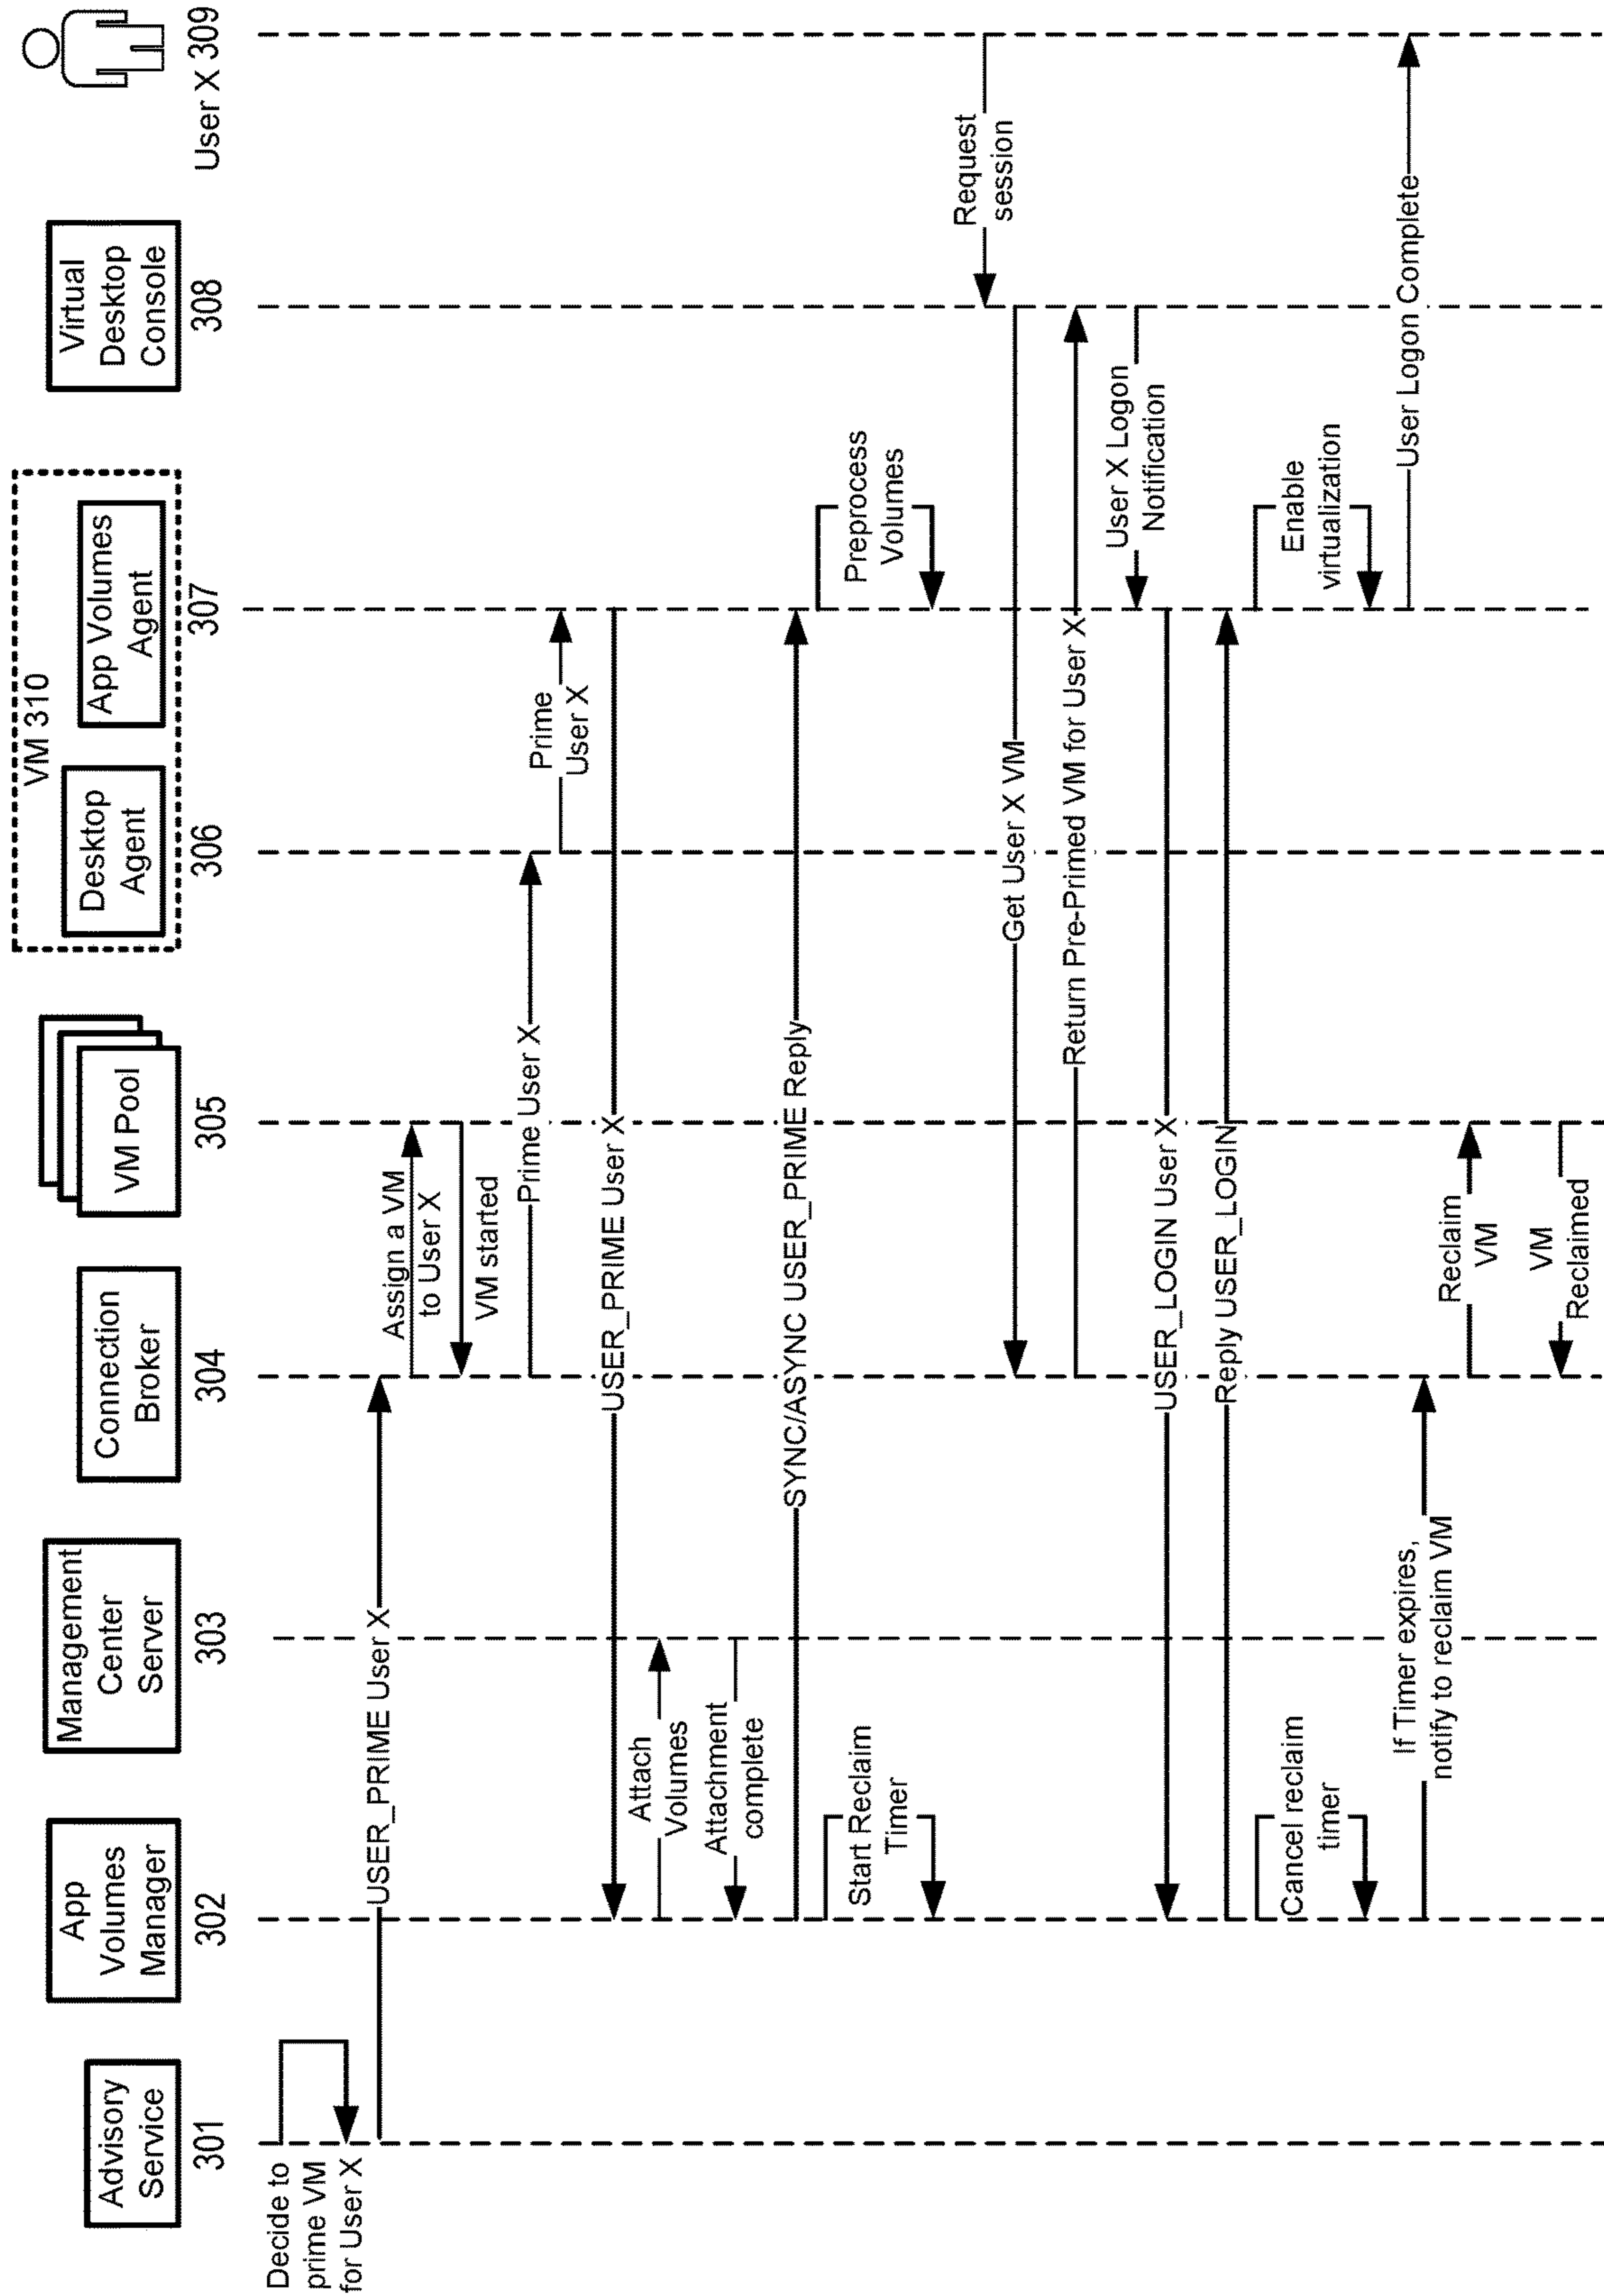 Advisory
Service
301
App
Volumes
Manager
302
Management
Center
Server
303
Connection
Broker
304
VM Pool
305
VM 310
Desktop
Agent
306
App Volumes
Agent
307
Virtual
Desktop
Console
308
User X 309
Decide to
prime VM
for User X
USER_PRIME User X
Assign a VM
to User X
VM started
Prime User X
Prime
User X
USER_PRIME User X
Attach
Volumes
Attachment
complete
SYNC/ASYNC USER_PRIME Reply
Start Reclaim
Timer
Preprocess
Volumes
Request
session
Get User X VM
Return Pre-Primed VM for User X
User X Logon
Notification
USER_LOGIN User X
Reply USER_LOGIN
Cancel reclaim
timer
Enable
virtualization
User Logon Complete
If Timer expires,
notify to reclaim VM
Reclaim
VM
VM
Reclaimed